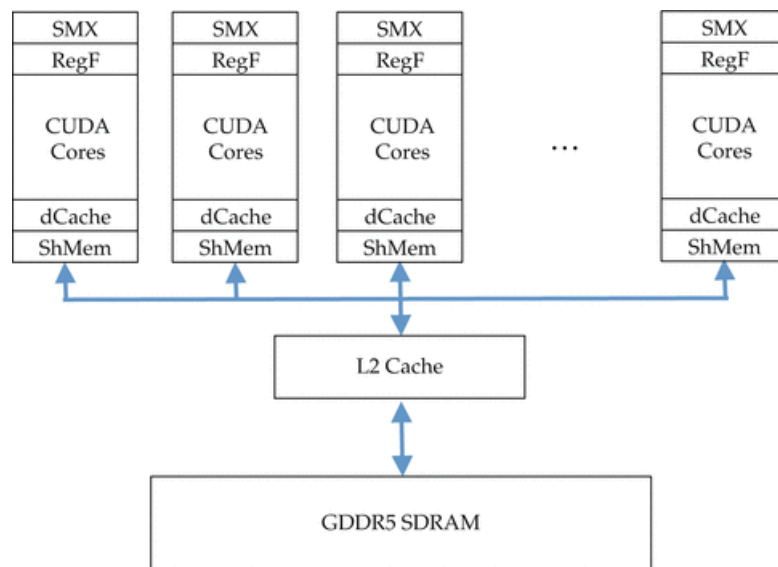 SMX
RegF
CUDA
Cores
dCache
ShMem
SMX
RegF
CUDA
Cores
dCache
ShMem
SMX
RegF
CUDA
Cores
dCache
ShMem
...
SMX
RegF
CUDA
Cores
dCache
ShMem
L2 Cache
GDDR5 SDRAM